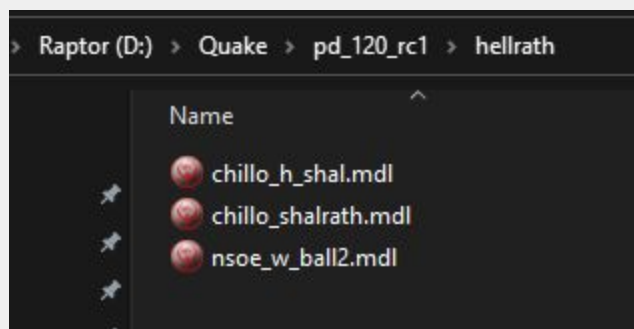 > Raptor (D:) > Quake > pd_120_rc1 > hellrath
Name
chillo_h_shal.mdl
chillo_shalrath.mdl
nsoe_w_ball2.mdl